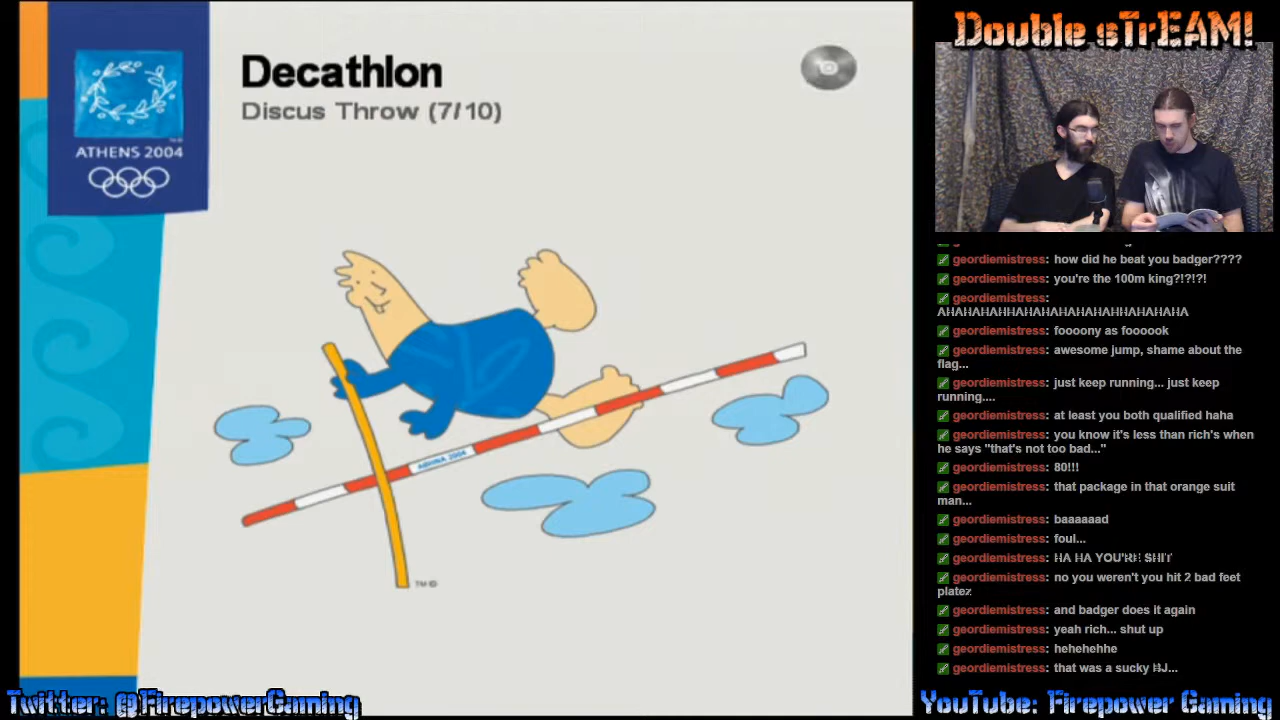 Double sTrEAM!
Decathlon
Discus Throw (7/10)
ATHENS 2004
ΑΘΗΝΑ 2004
TM ©
geordiemistress: how did he beat you badger????
geordiemistress: you're the 100m king?!?!?!
geordiemistress:
AHAHAHAHHAHAHAHAHAHAHHAHAHAHA
geordiemistress: foooony as foooook
geordiemistress: awesome jump, shame about the
flag...
geordiemistress: just keep running... just keep
running....
geordiemistress: at least you both qualified haha
geordiemistress: you know it's less than rich's when
he says "that's not too bad..."
geordiemistress: 80!!!
geordiemistress: that package in that orange suit
man...
geordiemistress: baaaaaad
geordiemistress: foul...
geordiemistress: HA HA YOU'RE SHIT
geordiemistress: no you weren't you hit 2 bad feet
platez
geordiemistress: and badger does it again
geordiemistress: yeah rich... shut up
geordiemistress: hehehehhe
geordiemistress: that was a sucky BJ...
Twitter: @FirepowerGaming
YouTube: Firepower Gaming